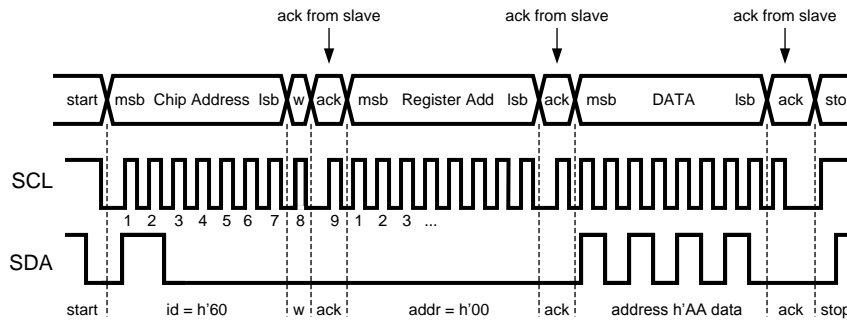 ack from slave ack from slave ack from slave
start msb Chip Address lsb w ack msb Register Add lsb ack msb DATA lsb ack stop
SCL
1 2 3 4 5 6 7 8 9 1 2 3 ...
SDA
start id = h'60 w ack addr = h'00 ack address h'AA data ack stop